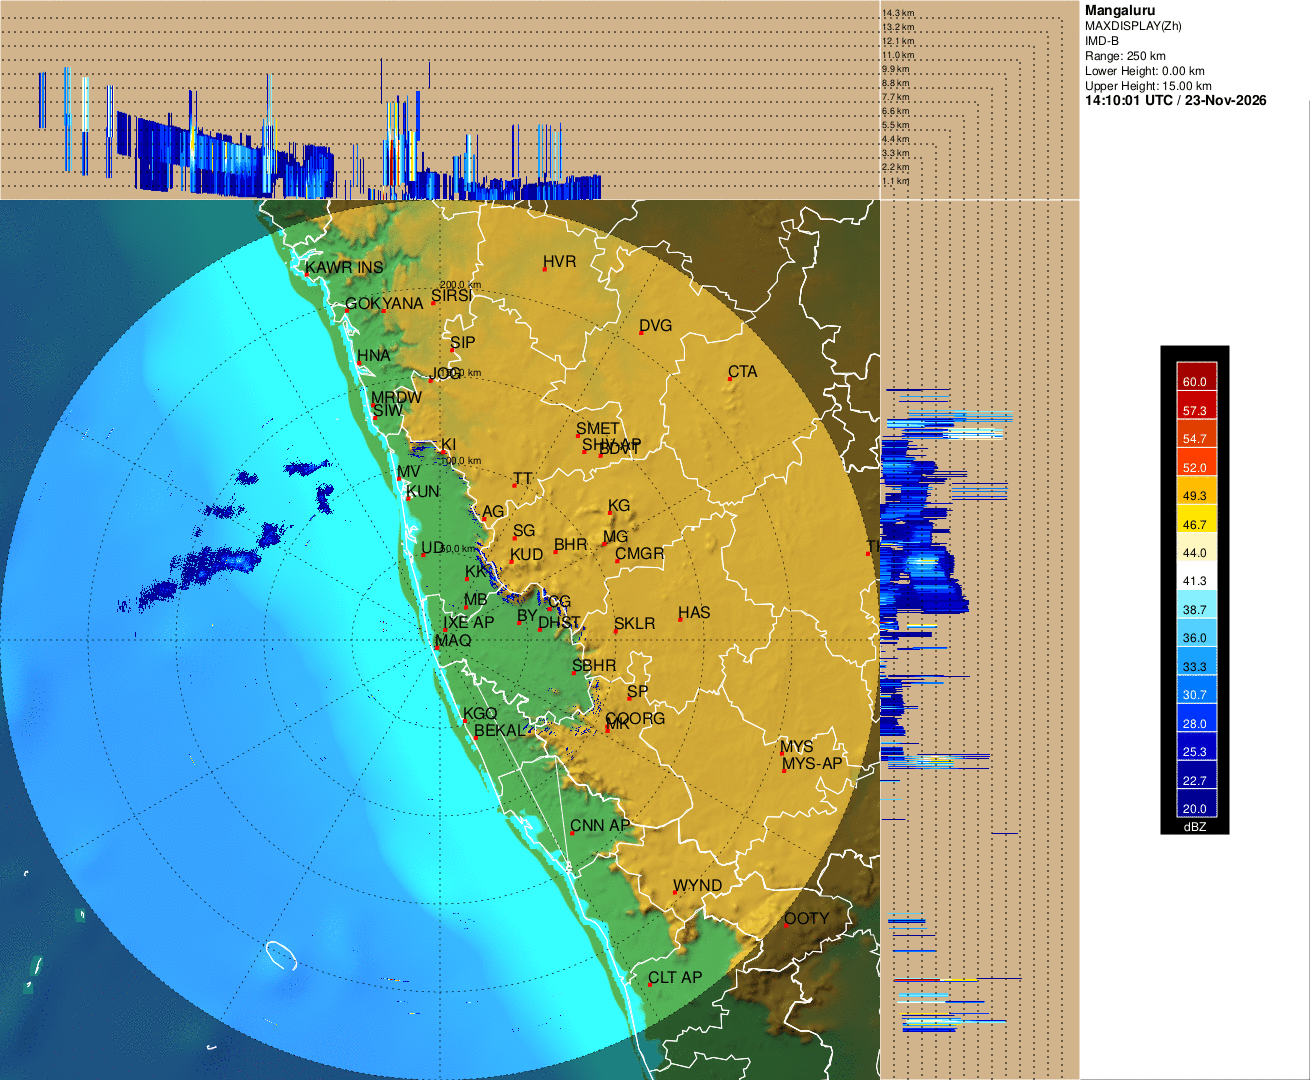 14.3 km
13.2 km
12.1 km
11.0 km
9.9 km
8.8 km
7.7 km
6.6 km
5.5 km
4.4 km
3.3 km
2.2 km
1.1 km
Mangaluru
MAXDISPLAY(Zh)
IMD-B
Range: 250 km
Lower Height: 0.00 km
Upper Height: 15.00 km
14:10:01 UTC / 23-Nov-2026
HVR
KAWR INS
200.0 km
SIRSI
GOKYANA
DVG
SIP
HNA
JOG
CTA
MRDW
SIW
SMET
SHV-AP
BDVT
KI
100.0 km
MV
TT
KUN
KG
AG
SG
MG
BHR
UD
50.0 km
KUD
CMGR
KK
MB
CG
HAS
BY
IXE AP
DHST
SKLR
MAQ
SBHR
SP
KGQ
COORG
MK
BEKAL
MYS
MYS-AP
CNN AP
WYND
OOTY
CLT AP
60.0
57.3
54.7
52.0
49.3
46.7
44.0
41.3
38.7
36.0
33.3
30.7
28.0
25.3
22.7
20.0
dBZ